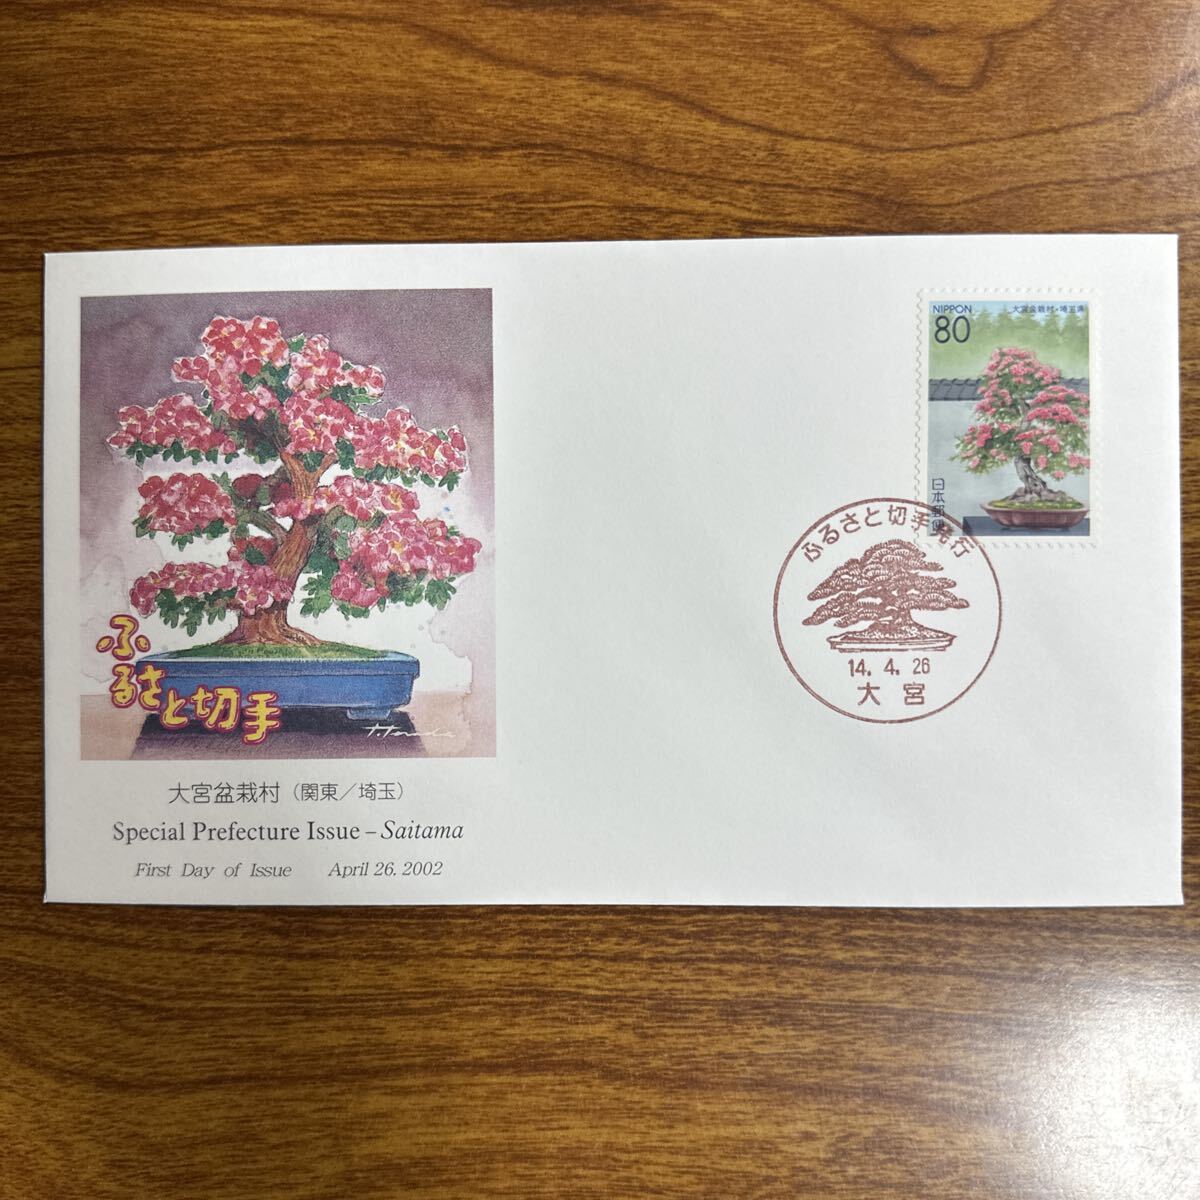 ふるさと切手
T.Tsuda
大宮盆栽村（関東／埼玉）
Special Prefecture Issue – Saitama
First Day of Issue April 26, 2002
NIPPON
80
大宮盆栽村・埼玉県
日本郵便
ふるさと切手発行
14. 4. 26
大宮